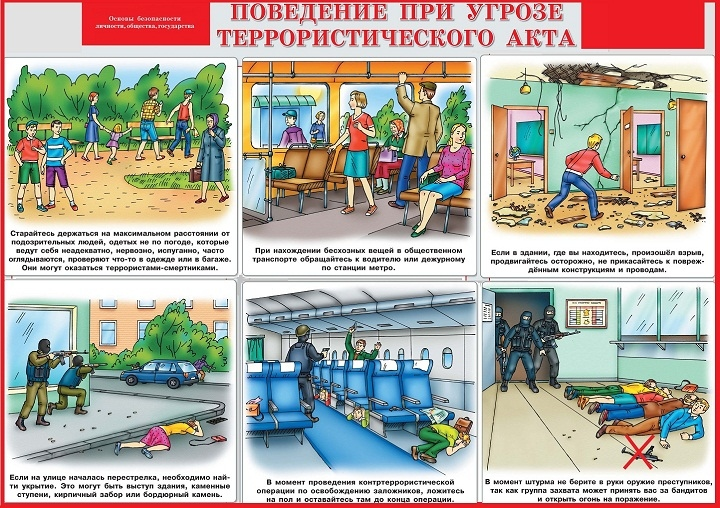 Основы безопасности
личности, общества, государства
ПОВЕДЕНИЕ ПРИ УГРОЗЕ
ТЕРРОРИСТИЧЕСКОГО АКТА
Старайтесь держаться на максимальном расстоянии от
подозрительных людей, одетых не по погоде, которые
ведут себя неадекватно, нервозно, испуганно, часто
оглядываются, проверяют что-то в одежде или в багаже.
Они могут оказаться террористами-смертниками.
При нахождении бесхозных вещей в общественном
транспорте обращайтесь к водителю или дежурному
по станции метро.
Если в здании, где вы находитесь, произошёл взрыв,
продвигайтесь осторожно, не прикасайтесь к повреж-
дённым конструкциям и проводам.
Если на улице началась перестрелка, необходимо най-
ти укрытие. Это могут быть выступ здания, каменные
ступени, кирпичный забор или бордюрный камень.
В момент проведения контртеррористической
операции по освобождению заложников, ложитесь
на пол и оставайтесь там до конца операции.
В момент штурма не берите в руки оружие преступников,
так как группа захвата может принять вас за бандитов
и открыть огонь на поражение.